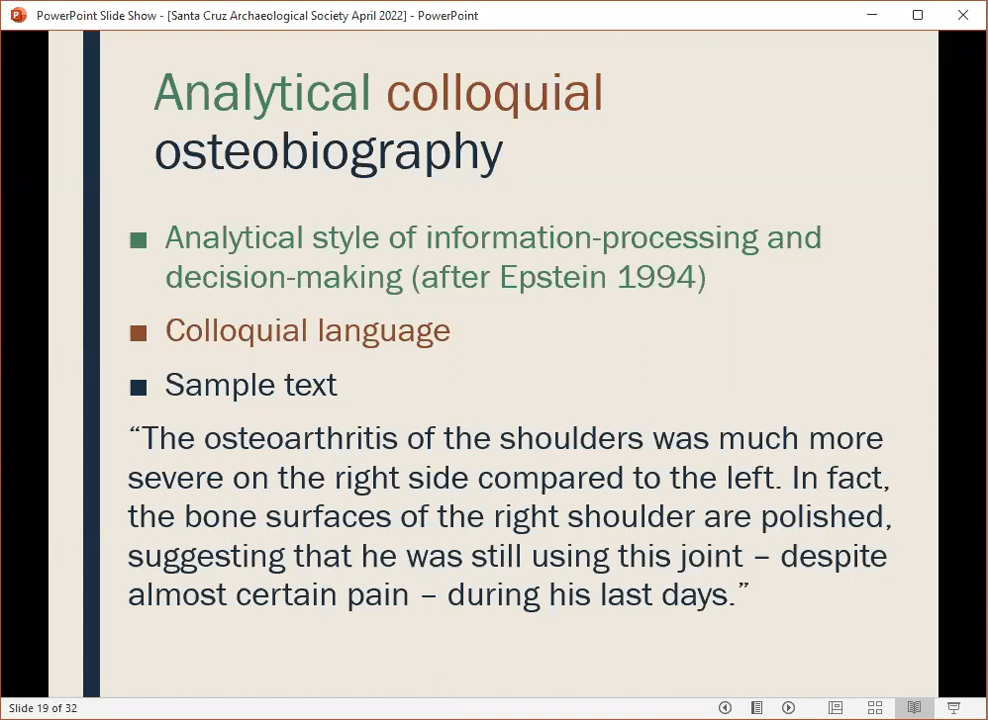 PowerPoint Slide Show - [Santa Cruz Archaeological Society April 2022] - PowerPoint
Analytical colloquial
osteobiography
■ Analytical style of information-processing and
decision-making (after Epstein 1994)
■ Colloquial language
■ Sample text
“The osteoarthritis of the shoulders was much more
severe on the right side compared to the left. In fact,
the bone surfaces of the right shoulder are polished,
suggesting that he was still using this joint – despite
almost certain pain – during his last days.”
Slide 19 of 32